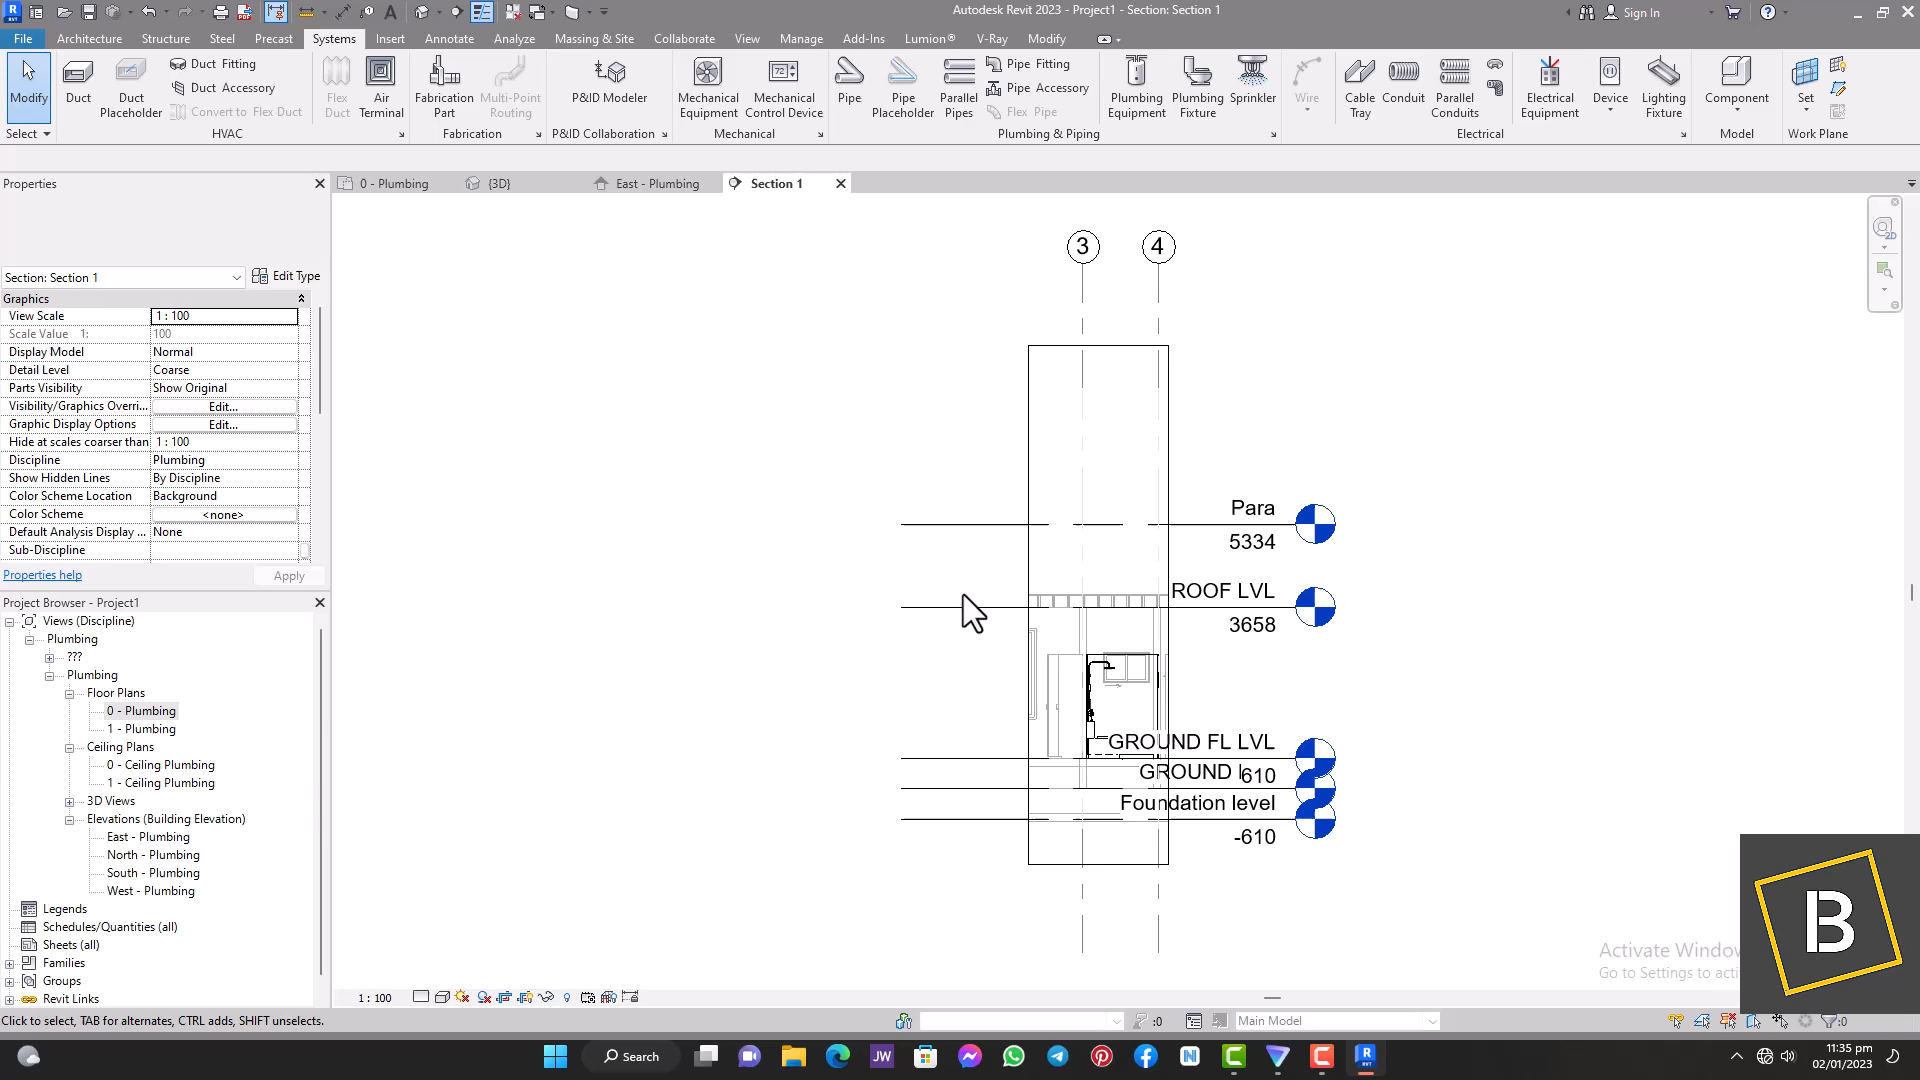 Autodesk Revit 2023 - Project1 - Section: Section 1
Sign In
File Architecture Structure Steel Precast Systems Insert Annotate Analyze Massing & Site Collaborate View Manage Add-Ins Lumion® V-Ray Modify
Modify
Select
Duct
Duct Placeholder
Duct Fitting
Duct Accessory
Convert to Flex Duct
Flex Duct
Air Terminal
HVAC
Fabrication Part
Multi-Point Routing
Fabrication
P&ID Modeler
P&ID Collaboration
Mechanical Equipment
Mechanical Control Device
Mechanical
Pipe
Pipe Placeholder
Parallel Pipes
Pipe Fitting
Pipe Accessory
Flex Pipe
Plumbing Equipment
Plumbing Fixture
Sprinkler
Plumbing & Piping
Wire
Cable Tray
Conduit
Parallel Conduits
Electrical Equipment
Device
Lighting Fixture
Electrical
Component
Model
Set
Work Plane
Properties
0 - Plumbing
{3D}
East - Plumbing
Section 1
Section: Section 1
Edit Type
Graphics
View Scale 1 : 100
Scale Value 1: 100
Display Model Normal
Detail Level Coarse
Parts Visibility Show Original
Visibility/Graphics Overri... Edit...
Graphic Display Options Edit...
Hide at scales coarser than 1 : 100
Discipline Plumbing
Show Hidden Lines By Discipline
Color Scheme Location Background
Color Scheme <none>
Default Analysis Display ... None
Sub-Discipline
Properties help
Apply
Project Browser - Project1
Views (Discipline)
Plumbing
???
Plumbing
Floor Plans
0 - Plumbing
1 - Plumbing
Ceiling Plans
0 - Ceiling Plumbing
1 - Ceiling Plumbing
3D Views
Elevations (Building Elevation)
East - Plumbing
North - Plumbing
South - Plumbing
West - Plumbing
Legends
Schedules/Quantities (all)
Sheets (all)
Families
Groups
Revit Links
3
4
Para
5334
ROOF LVL
3658
GROUND FL LVL
610
GROUND
Foundation level
-610
2D
Activate Window
Go to Settings to acti
B
1 : 100
Click to select, TAB for alternates, CTRL adds, SHIFT unselects.
:0
Main Model
:0
Search
JW
11:35 pm
02/01/2023